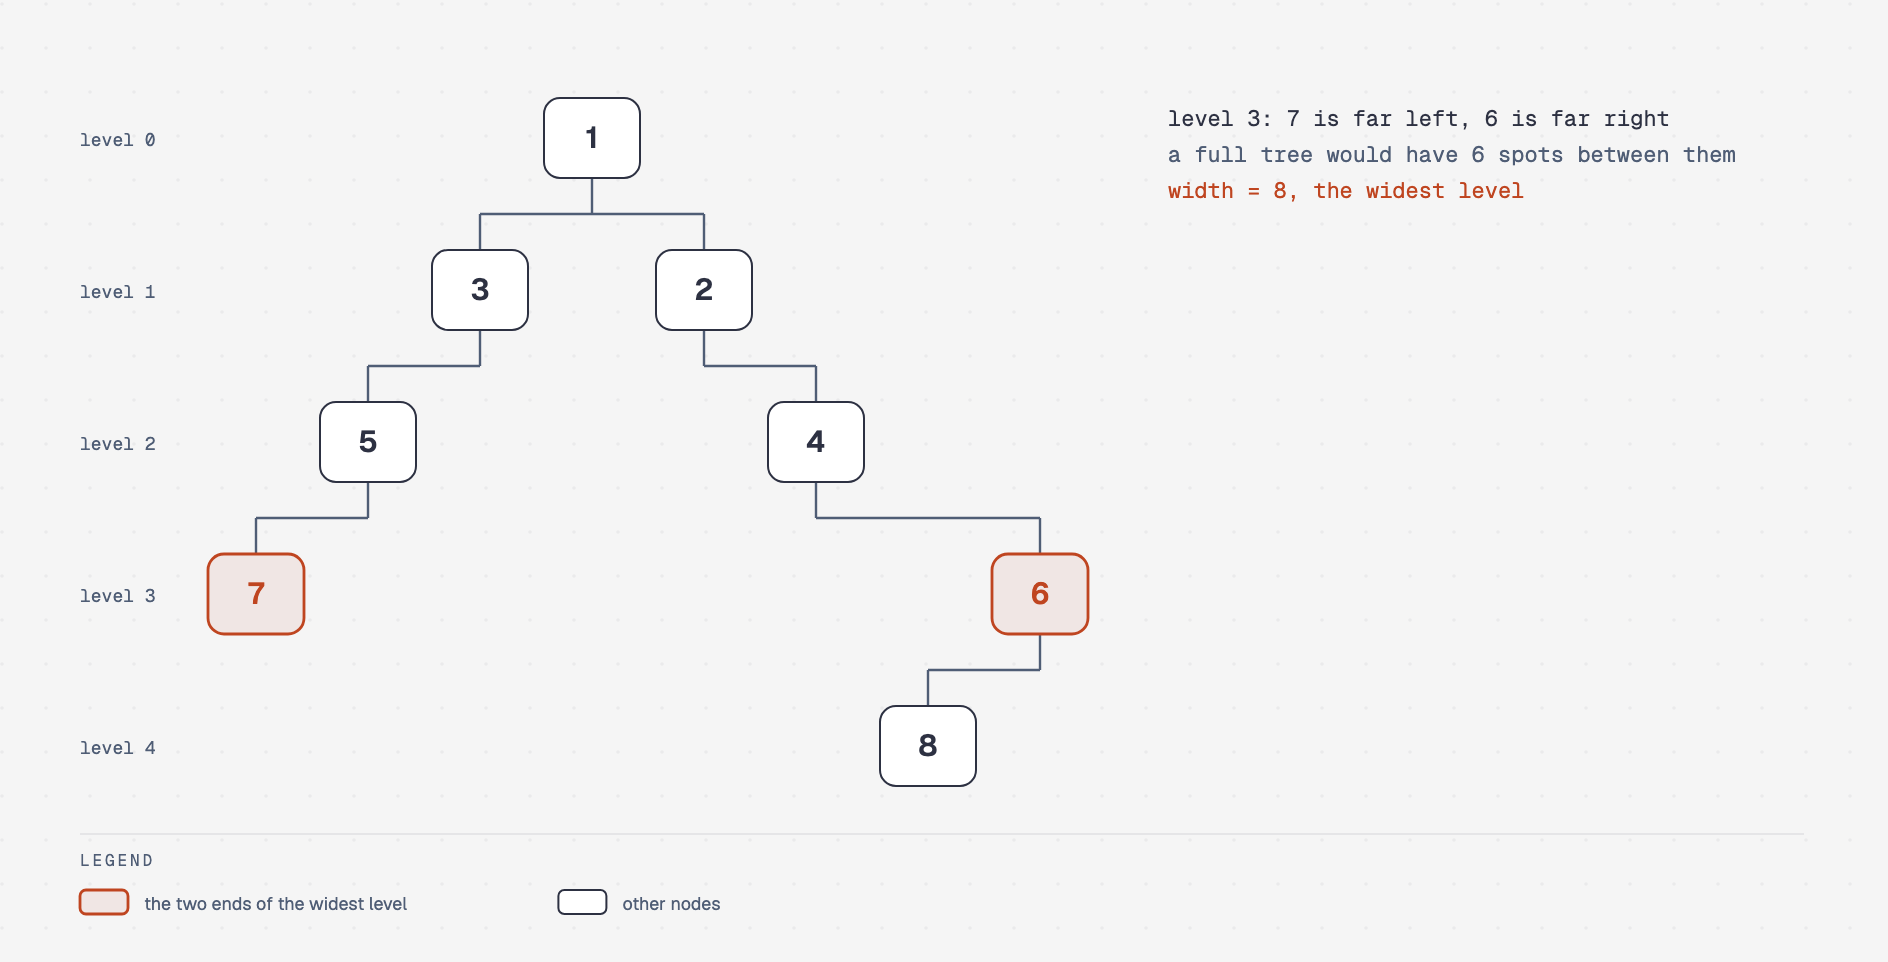 level 3: 7 is far left, 6 is far right
a full tree would have 6 spots between them
width = 8, the widest level
level 0
1
level 1
3
2
level 2
5
4
level 3
7
6
level 4
8
LEGEND
the two ends of the widest level
other nodes